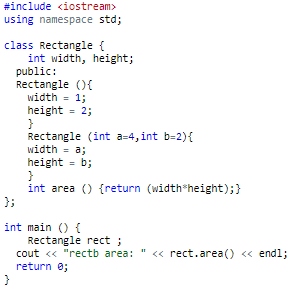 #include <iostream>
using namespace std;

class Rectangle {
    int width, height;
  public:
  Rectangle (){
    width = 1;
    height = 2;
    }
    Rectangle (int a=4,int b=2){
    width = a;
    height = b;
    }
    int area () {return (width*height);}
};

int main () {
    Rectangle rect ;
  cout << "rectb area: " << rect.area() << endl;
  return 0;
}